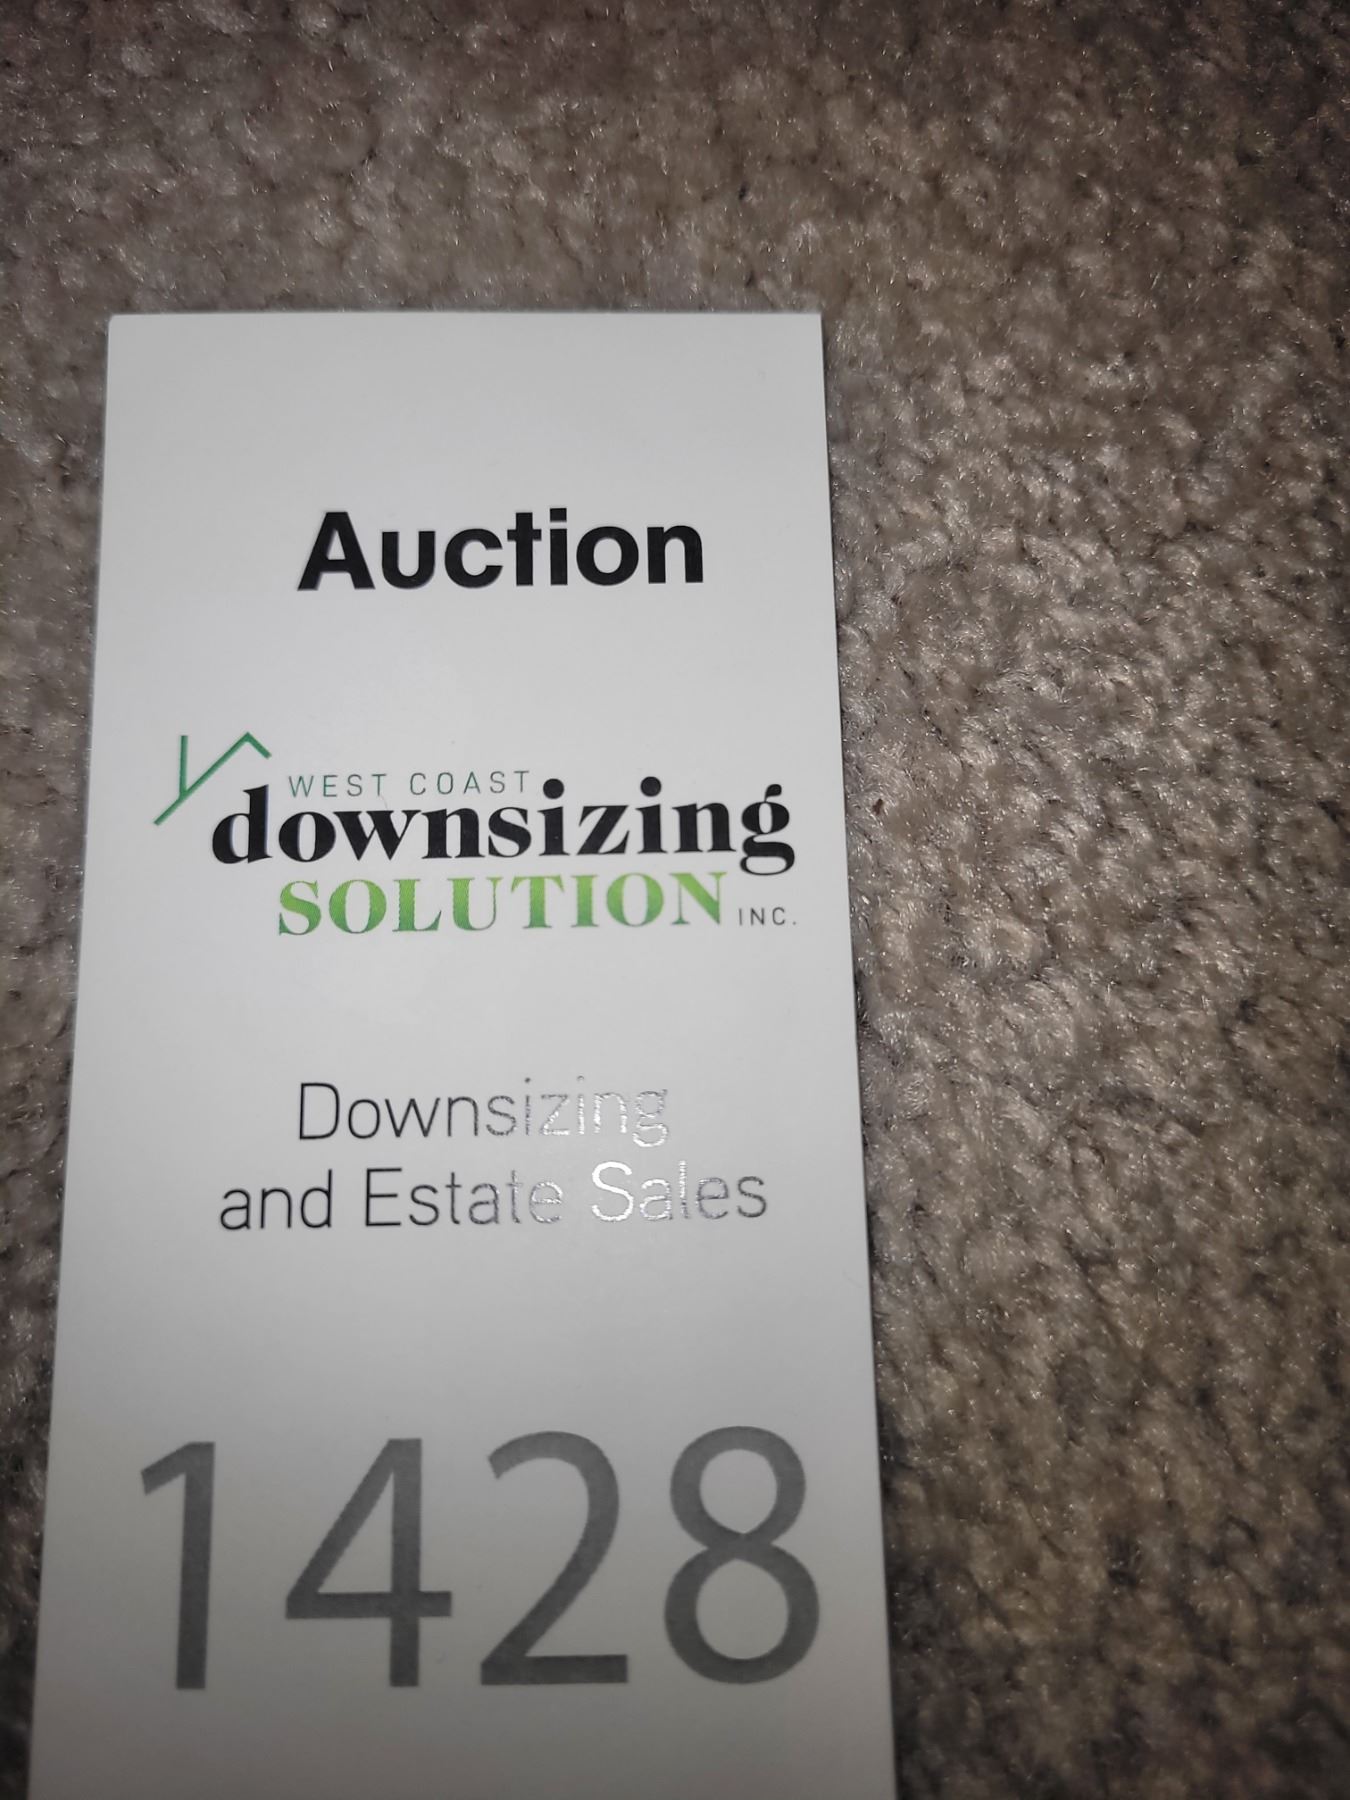 Auction
WEST COAST
downsizing
SOLUTION INC.
Downsizing
and Estate Sales
1428